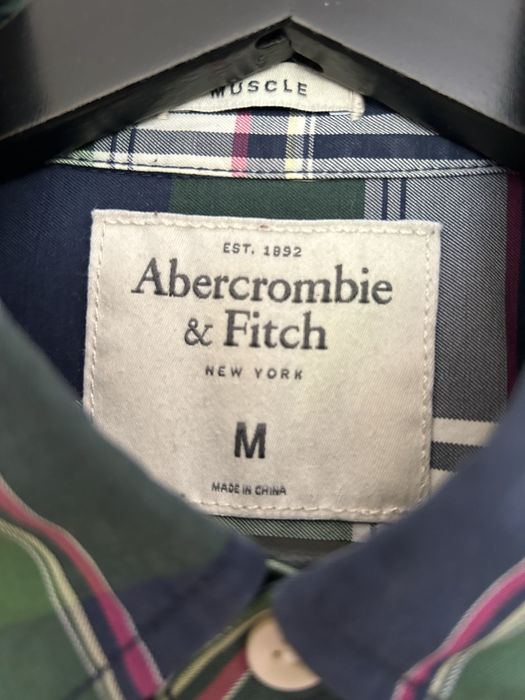 MUSCLE
EST. 1892
Abercrombie
& Fitch
NEW YORK
M
MADE IN CHINA